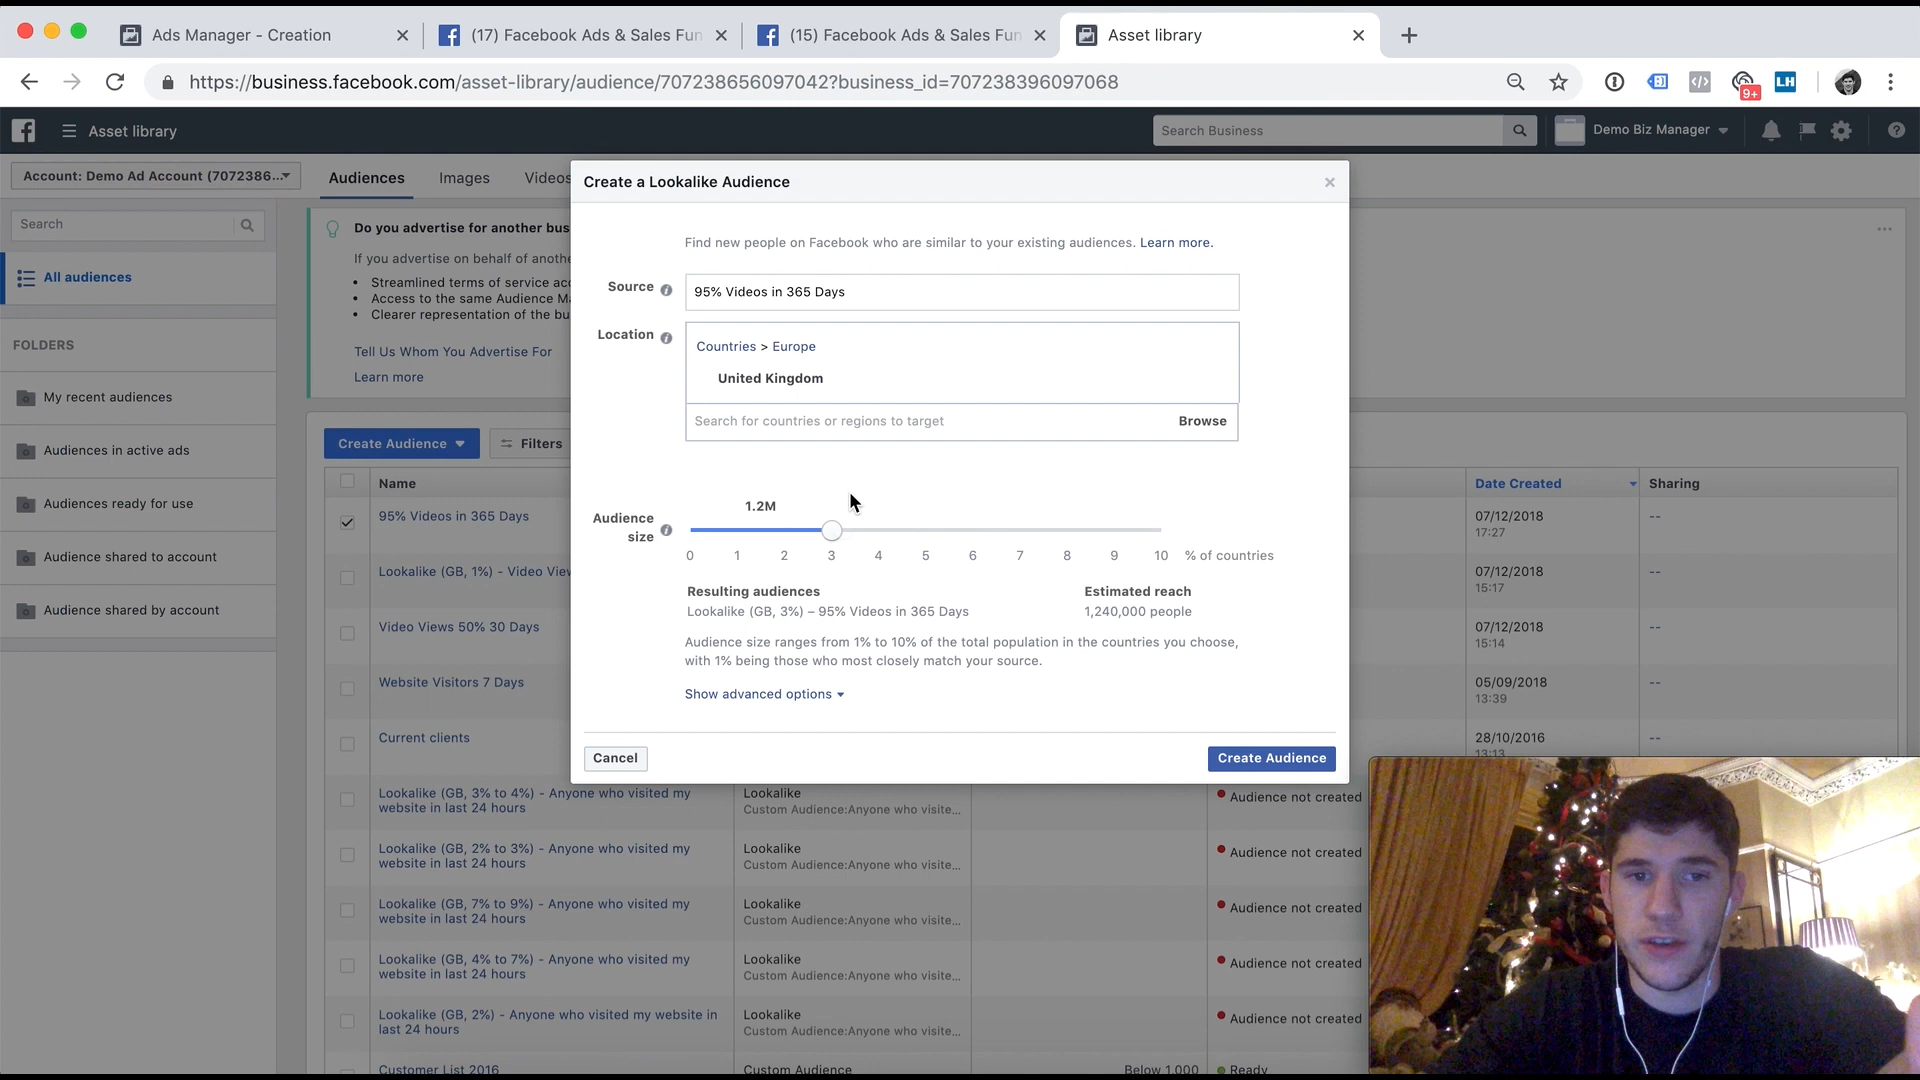 Ads Manager - Creation
(17) Facebook Ads & Sales Fun
(15) Facebook Ads & Sales Fun
Asset library
https://business.facebook.com/asset-library/audience/707238656097042?business_id=707238396097068
9+
LH
Asset library
Search Business
Demo Biz Manager
Account: Demo Ad Account (7072386...
Audiences
Images
Videos
Search
All audiences
FOLDERS
My recent audiences
Audiences in active ads
Audiences ready for use
Audience shared to account
Audience shared by account
Do you advertise for another bus
If you advertise on behalf of anothe
• Streamlined terms of service acc
• Access to the same Audience Ma
• Clearer representation of the bu
Tell Us Whom You Advertise For
Learn more
Create Audience
Filters
Name
Date Created
Sharing
95% Videos in 365 Days
07/12/2018
17:27
--
Lookalike (GB, 1%) - Video View
07/12/2018
15:17
--
Video Views 50% 30 Days
07/12/2018
15:14
--
Website Visitors 7 Days
05/09/2018
13:39
--
Current clients
28/10/2016
13:13
--
Lookalike (GB, 3% to 4%) - Anyone who visited my
website in last 24 hours
Lookalike
Custom Audience:Anyone who visite...
Audience not created
Lookalike (GB, 2% to 3%) - Anyone who visited my
website in last 24 hours
Lookalike
Custom Audience:Anyone who visite...
Audience not created
Lookalike (GB, 7% to 9%) - Anyone who visited my
website in last 24 hours
Lookalike
Custom Audience:Anyone who visite...
Audience not created
Lookalike (GB, 4% to 7%) - Anyone who visited my
website in last 24 hours
Lookalike
Custom Audience:Anyone who visite...
Audience not created
Lookalike (GB, 2%) - Anyone who visited my website in
last 24 hours
Lookalike
Custom Audience:Anyone who visite...
Audience not created
Customer List 2016
Custom Audience
Below 1,000
Ready
Create a Lookalike Audience
Find new people on Facebook who are similar to your existing audiences. Learn more.
Source
95% Videos in 365 Days
Location
Countries > Europe
United Kingdom
Search for countries or regions to target
Browse
Audience
size
1.2M
0 1 2 3 4 5 6 7 8 9 10 % of countries
Resulting audiences
Lookalike (GB, 3%) – 95% Videos in 365 Days
Estimated reach
1,240,000 people
Audience size ranges from 1% to 10% of the total population in the countries you choose,
with 1% being those who most closely match your source.
Show advanced options
Cancel
Create Audience